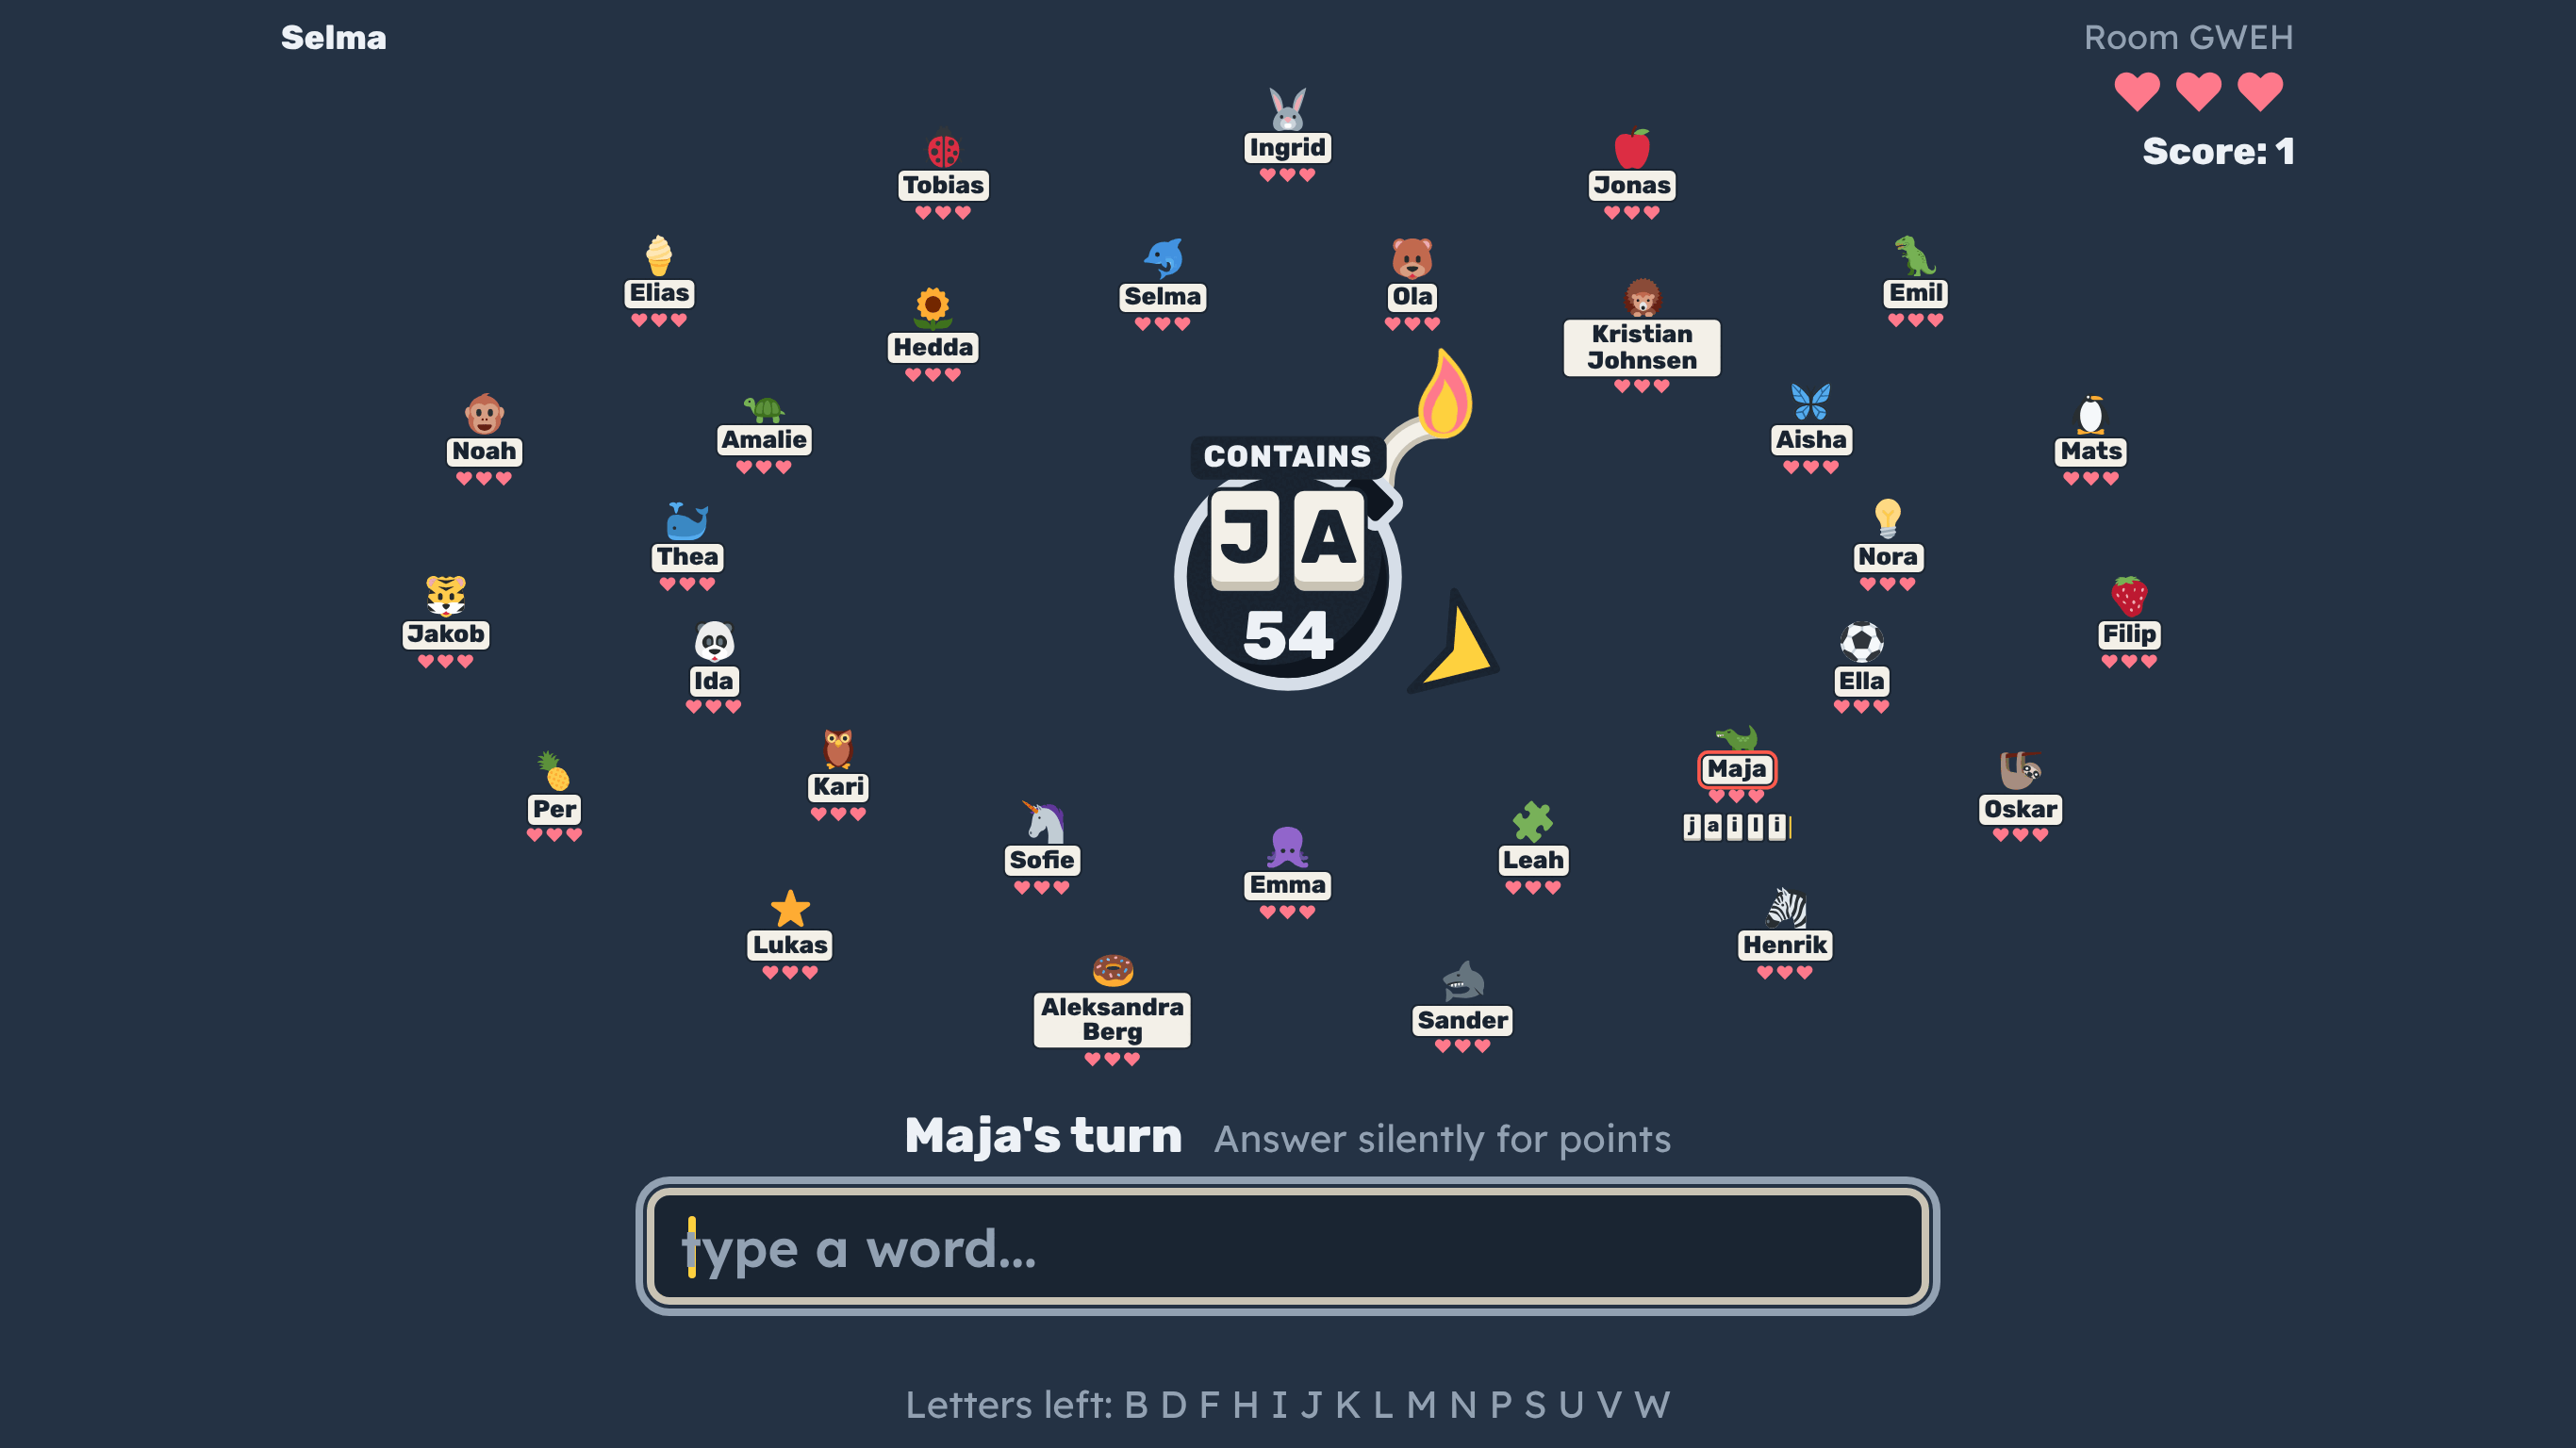 Selma
Room GWEH
Score: 1
Ingrid
Tobias
Jonas
Elias
Selma
Ola
Emil
Hedda
Kristian
Johnsen
Noah
Amalie
Aisha
Mats
CONTAINS
JA
54
Thea
Nora
Jakob
Filip
Ida
Ella
Maja
jaili
Per
Kari
Oskar
Sofie
Emma
Leah
Lukas
Henrik
Aleksandra
Berg
Sander
Maja's turn Answer silently for points
type a word...
Letters left: B D F H I J K L M N P S U V W